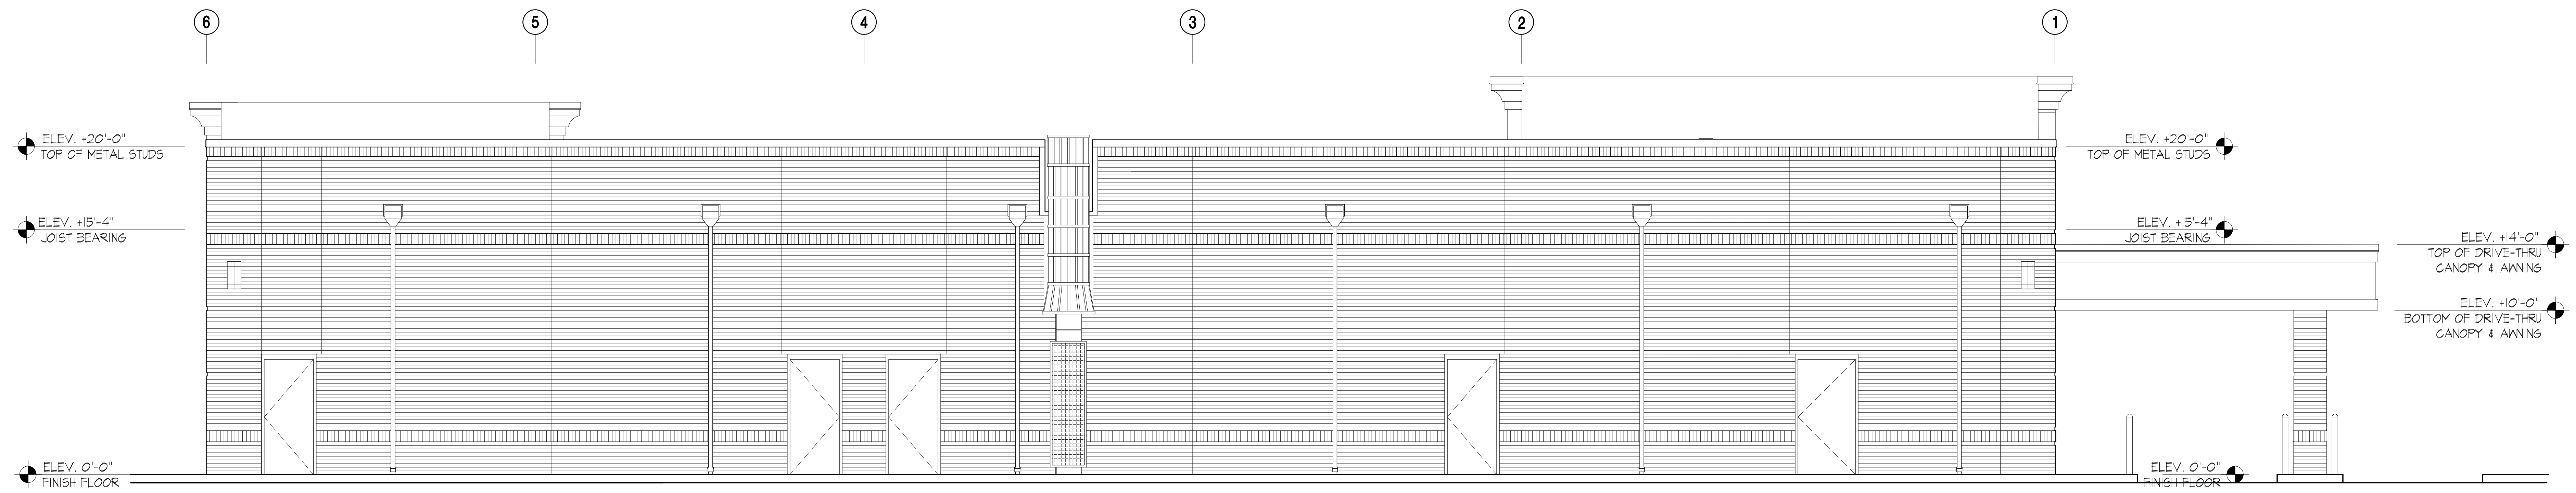 6
5
4
3
2
1
ELEV. +20'-0"
TOP OF METAL STUDS
ELEV. +15'-4"
JOIST BEARING
ELEV. 0'-0"
FINISH FLOOR
ELEV. +20'-0"
TOP OF METAL STUDS
ELEV. +15'-4"
JOIST BEARING
ELEV. +14'-0"
TOP OF DRIVE-THRU
CANOPY & AWNING
ELEV. +10'-0"
BOTTOM OF DRIVE-THRU
CANOPY & AWNING
ELEV. 0'-0"
FINISH FLOOR